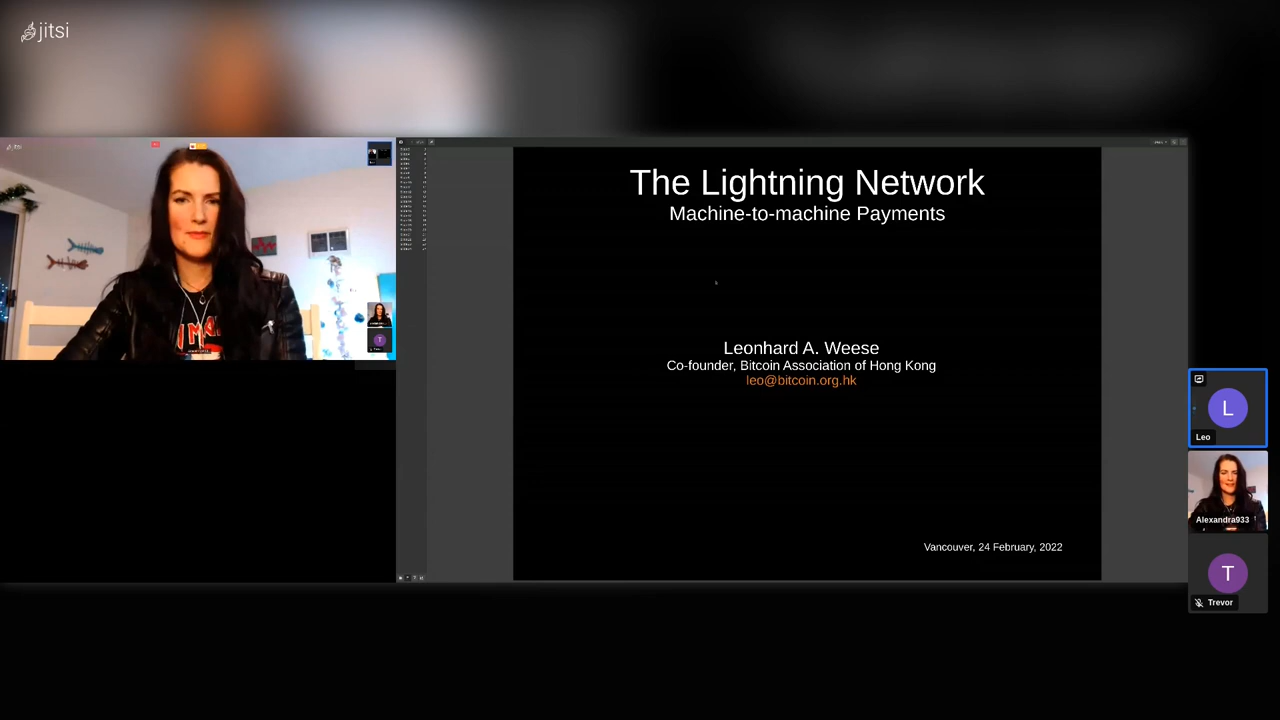 jitsi
jitsi
The Lightning Network
Machine-to-machine Payments
Leonhard A. Weese
Co-founder, Bitcoin Association of Hong Kong
leo@bitcoin.org.hk
Vancouver, 24 February, 2022
T
L
Leo
Alexandra933
T
Trevor